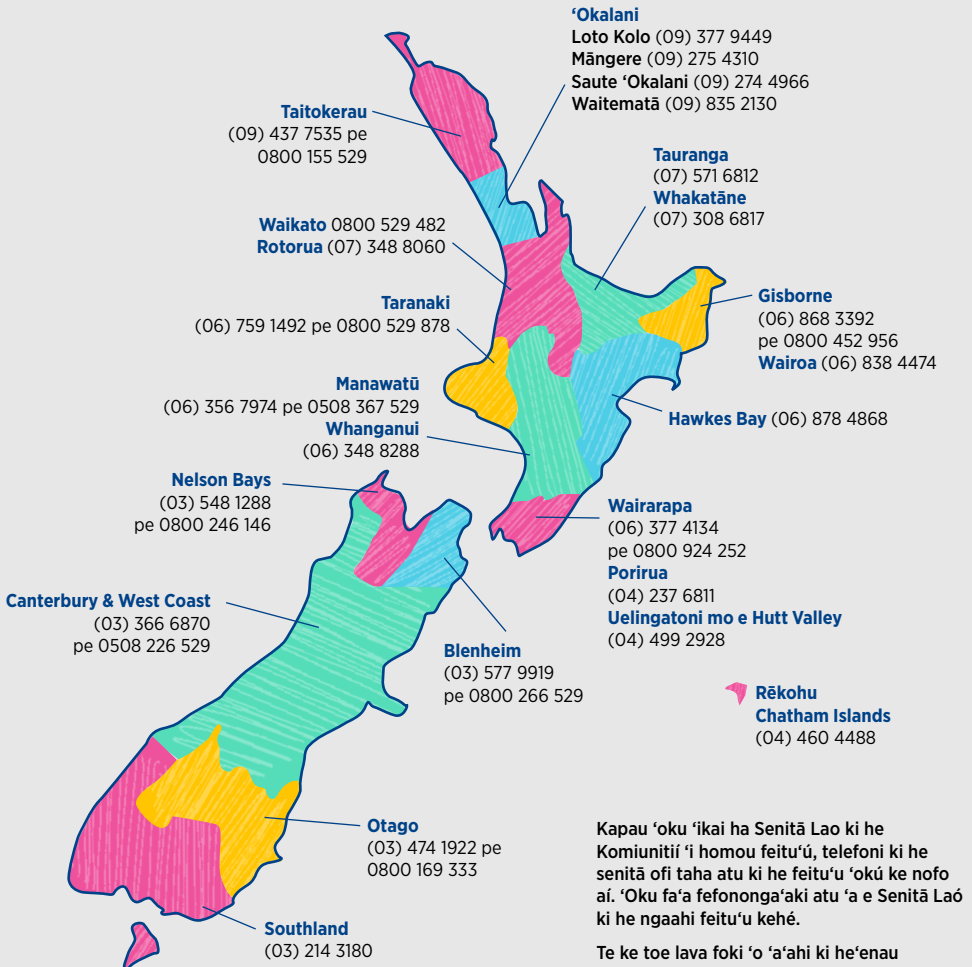 ‘Okalani
Loto Kolo (09) 377 9449
Māngere (09) 275 4310
Saute ‘Okalani (09) 274 4966
Waitematā (09) 835 2130
Taitokerau
(09) 437 7535 pe
0800 155 529
Tauranga
(07) 571 6812
Whakatāne
(07) 308 6817
Waikato 0800 529 482
Rotorua (07) 348 8060
Gisborne
(06) 868 3392
pe 0800 452 956
Wairoa (06) 838 4474
Taranaki
(06) 759 1492 pe 0800 529 878
Manawatū
(06) 356 7974 pe 0508 367 529
Whanganui
(06) 348 8288
Hawkes Bay (06) 878 4868
Nelson Bays
(03) 548 1288
pe 0800 246 146
Wairarapa
(06) 377 4134
pe 0800 924 252
Porirua
(04) 237 6811
Uelingatoni mo e Hutt Valley
(04) 499 2928
Canterbury & West Coast
(03) 366 6870
pe 0508 226 529
Blenheim
(03) 577 9919
pe 0800 266 529
Rēkohu
Chatham Islands
(04) 460 4488
Otago
(03) 474 1922 pe
0800 169 333
Southland
(03) 214 3180
Kapau ‘oku ‘ikai ha Senitā Lao ki he
Komiunitií ‘i homou feitu‘ú, telefoni ki he
senitā ofi taha atu ki he feitu‘u ‘okú ke nofo
aí. ‘Oku fa‘a fefononga‘aki atu ‘a e Senitā Laó
ki he ngaahi feitu‘u kehé.
Te ke toe lava foki ‘o ‘a‘ahi ki he‘enau